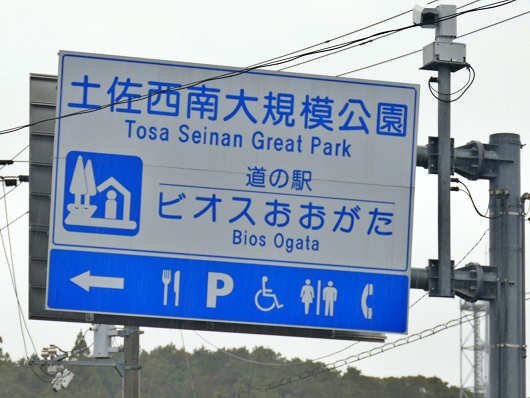 土佐西南大規模公園
Tosa Seinan Great Park
道の駅
ビオスおおがた
Bios Ogata
P